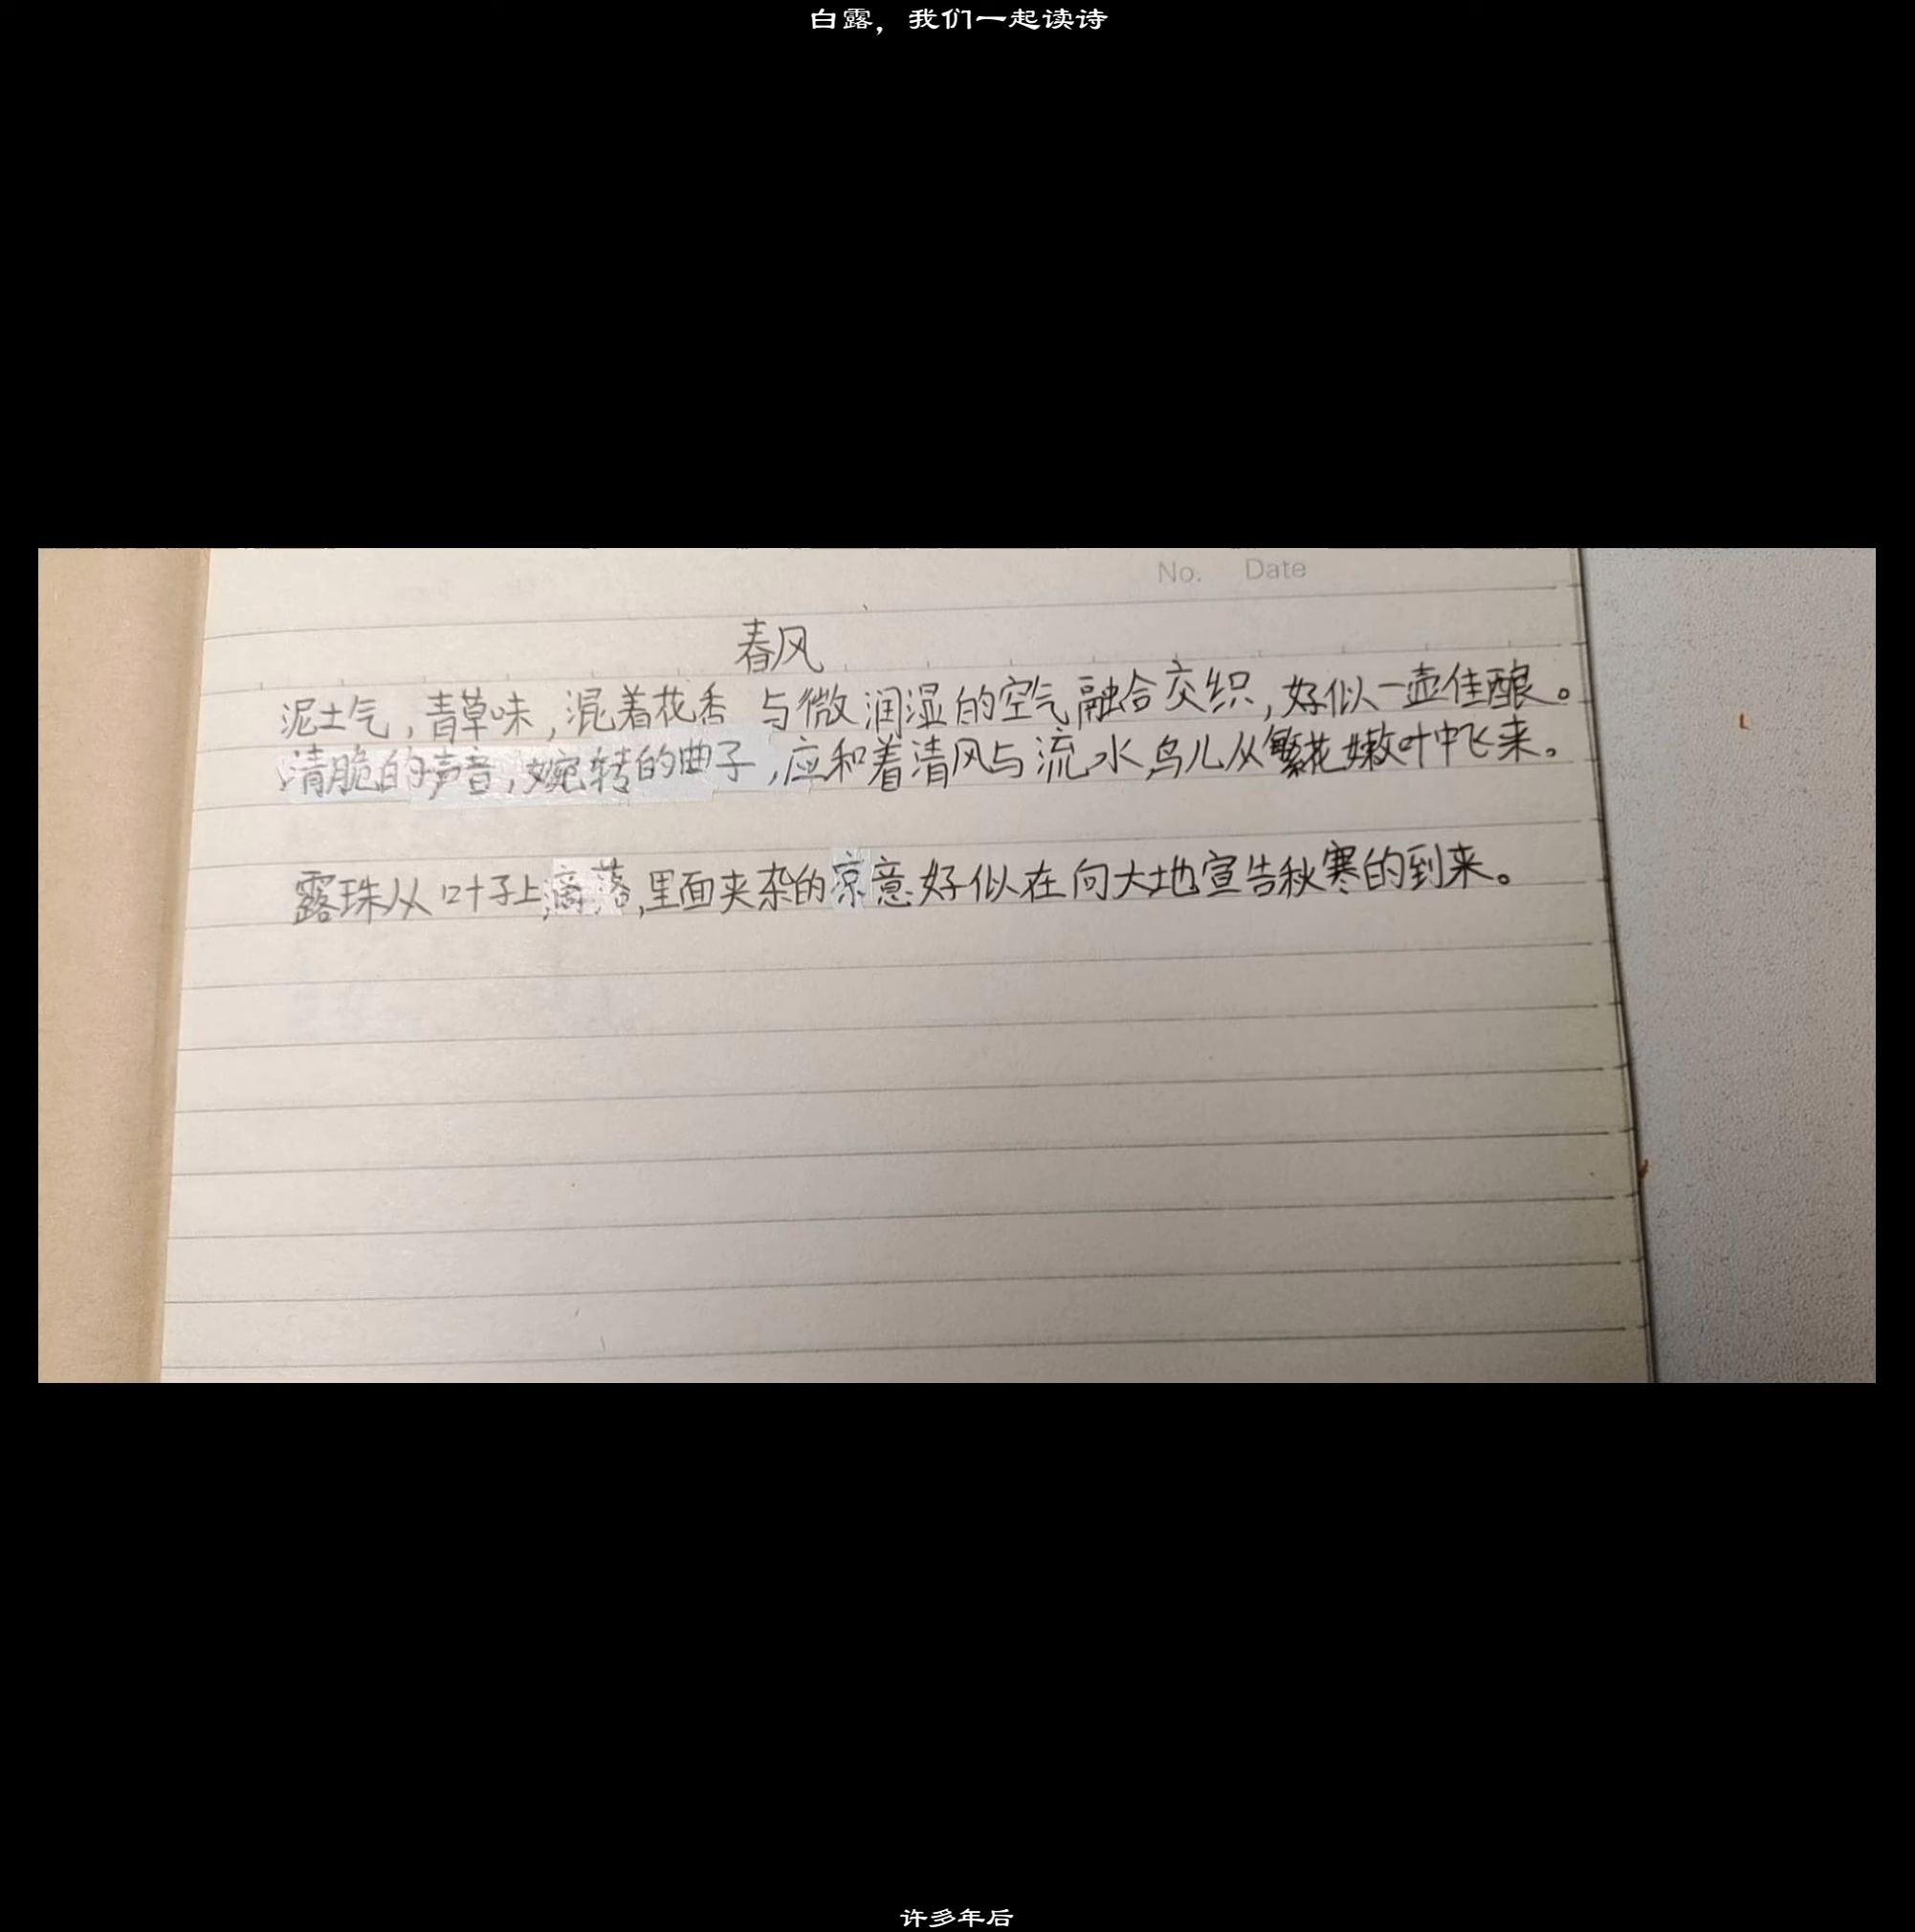 白露，我们一起读诗
No. Date
春风
泥土气，青草味，混着花香 与微润湿的空气融合交织，好似一壶佳酿。
清脆的声音，婉转的曲子，应和着清风与流水，鸟儿从繁花嫩叶中飞来。
露珠从叶子上滴落，里面夹杂的凉意好似在向大地宣告秋寒的到来。
许多年后